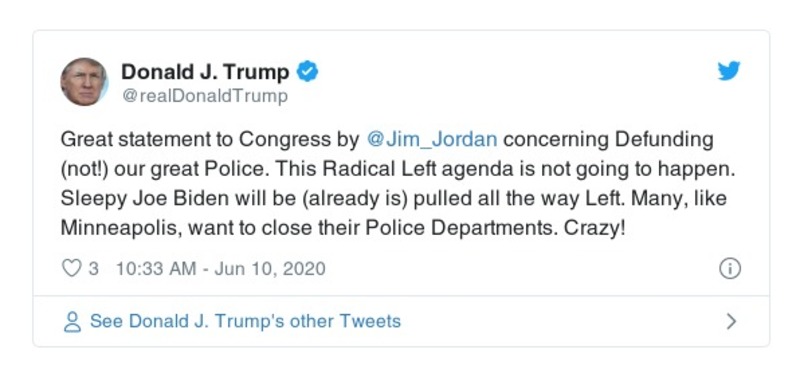 Donald J. Trump
@realDonaldTrump
Great statement to Congress by @Jim_Jordan concerning Defunding
(not!) our great Police. This Radical Left agenda is not going to happen.
Sleepy Joe Biden will be (already is) pulled all the way Left. Many, like
Minneapolis, want to close their Police Departments. Crazy!
3 10:33 AM - Jun 10, 2020
See Donald J. Trump's other Tweets